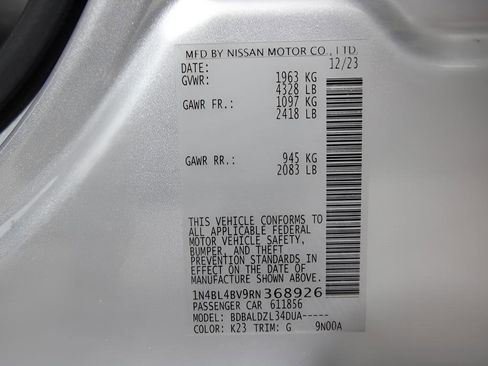 MFD BY NISSAN MOTOR CO., LTD.
DATE: 12/23
GVWR: 1963 KG
4328 LB
GAWR FR.: 1097 KG
2418 LB
GAWR RR.: 945 KG
2083 LB
THIS VEHICLE CONFORMS TO
ALL APPLICABLE FEDERAL
MOTOR VEHICLE SAFETY,
BUMPER, AND THEFT
PREVENTION STANDARDS IN
EFFECT ON THE DATE OF
MANUFACTURE SHOWN ABOVE.
1N4BL4BV9RN368926
PASSENGER CAR 611856
MODEL: BDBALDZL34DUA-----
COLOR: K23 TRIM: G 9N00A